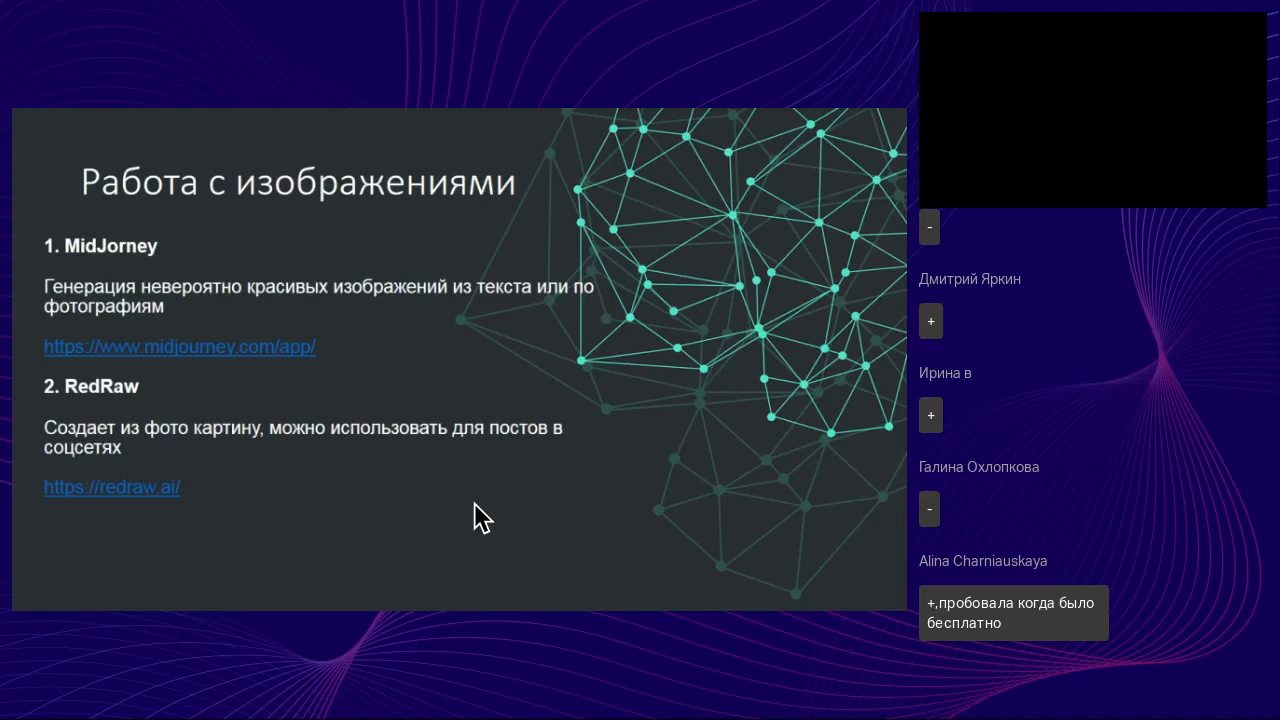 Работа с изображениями
1. MidJorney
Генерация невероятно красивых изображений из текста или по
фотографиям
https://www.midjourney.com/app/
2. RedRaw
Создает из фото картину, можно использовать для постов в
соцсетях
https://redraw.ai/
-
Дмитрий Яркин
+
Ирина в
+
Галина Охлопкова
-
Alina Charniauskaya
+,пробовала когда было
бесплатно